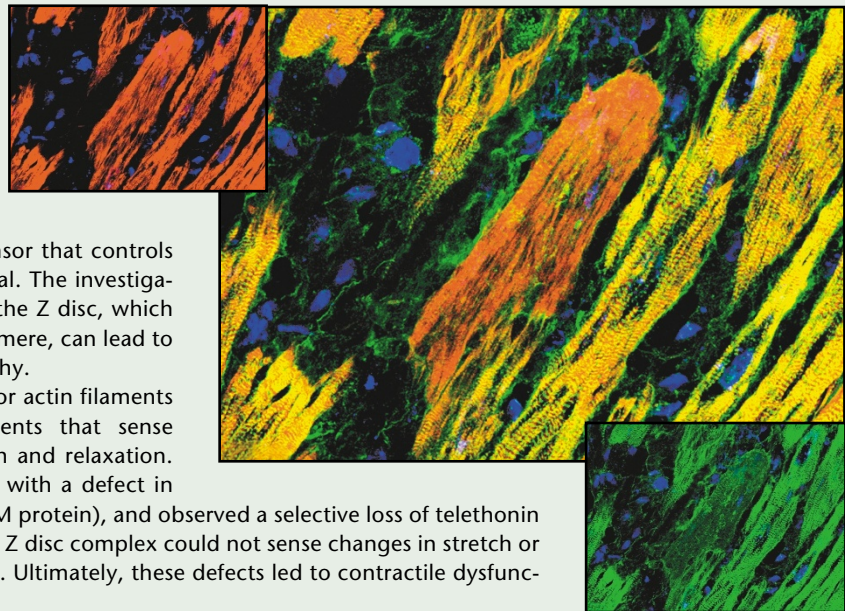 nsor that controls
al. The investiga-
the Z disc, which
mere, can lead to
hy.
or actin filaments
ents that sense
n and relaxation.
with a defect in
M protein), and observed a selective loss of telethonin
Z disc complex could not sense changes in stretch or
. Ultimately, these defects led to contractile dysfunc-